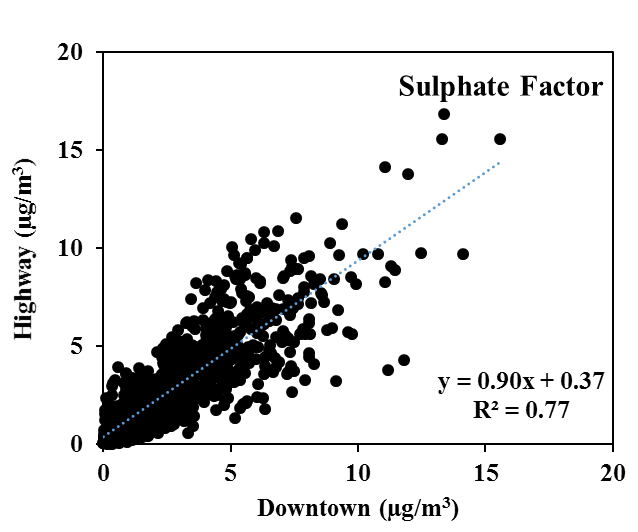 20
Sulphate Factor
15
Highway (µg/m³)
10
5
y = 0.90x + 0.37
R² = 0.77
0
0 5 10 15 20
Downtown (µg/m³)